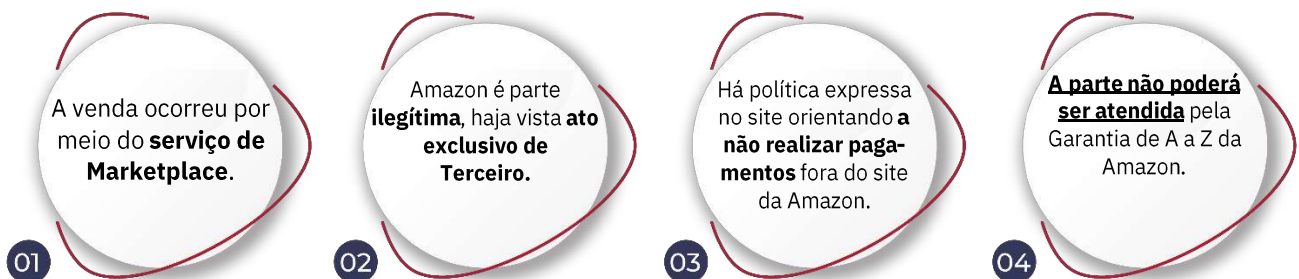 A venda ocorreu por
meio do serviço de
Marketplace.
01
Amazon é parte
ilegítima, haja vista ato
exclusivo de
Terceiro.
02
Há política expressa
no site orientando a
não realizar paga-
mentos fora do site
da Amazon.
03
A parte não poderá
ser atendida pela
Garantia de A a Z da
Amazon.
04